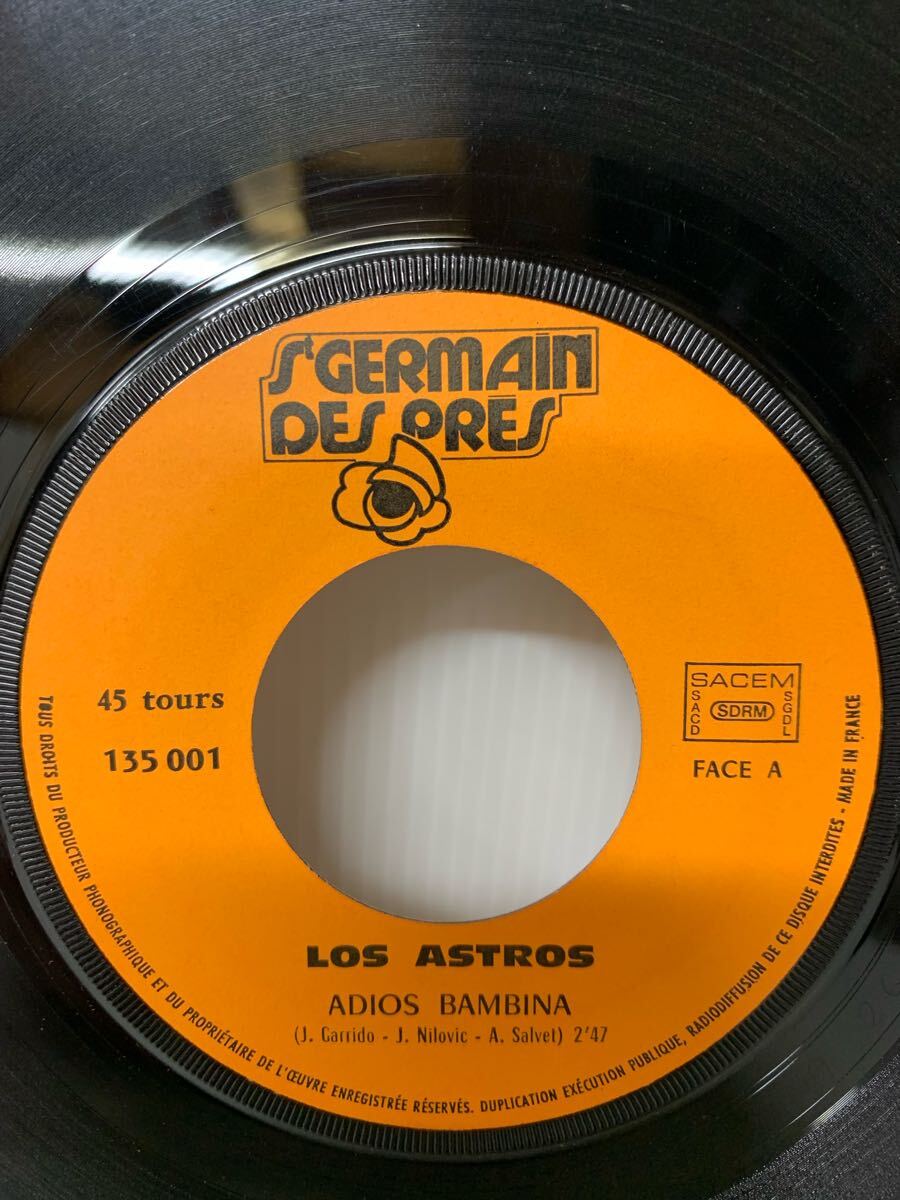 St GERMAIN
DES PRÉS
45 tours
135 001
SACEM
SACD
SDRM
SGDL
FACE A
LOS ASTROS
ADIOS BAMBINA
(J. Garrido - J. Nilovic - A. Salvet) 2'47
TOUS DROITS DU PRODUCTEUR PHONOGRAPHIQUE ET DU PROPRIÉTAIRE DE L'ŒUVRE ENREGISTRÉE RÉSERVÉS. DUPLICATION EXÉCUTION PUBLIQUE, RADIODIFFUSION DE CE DISQUE INTERDITES - MADE IN FRANCE